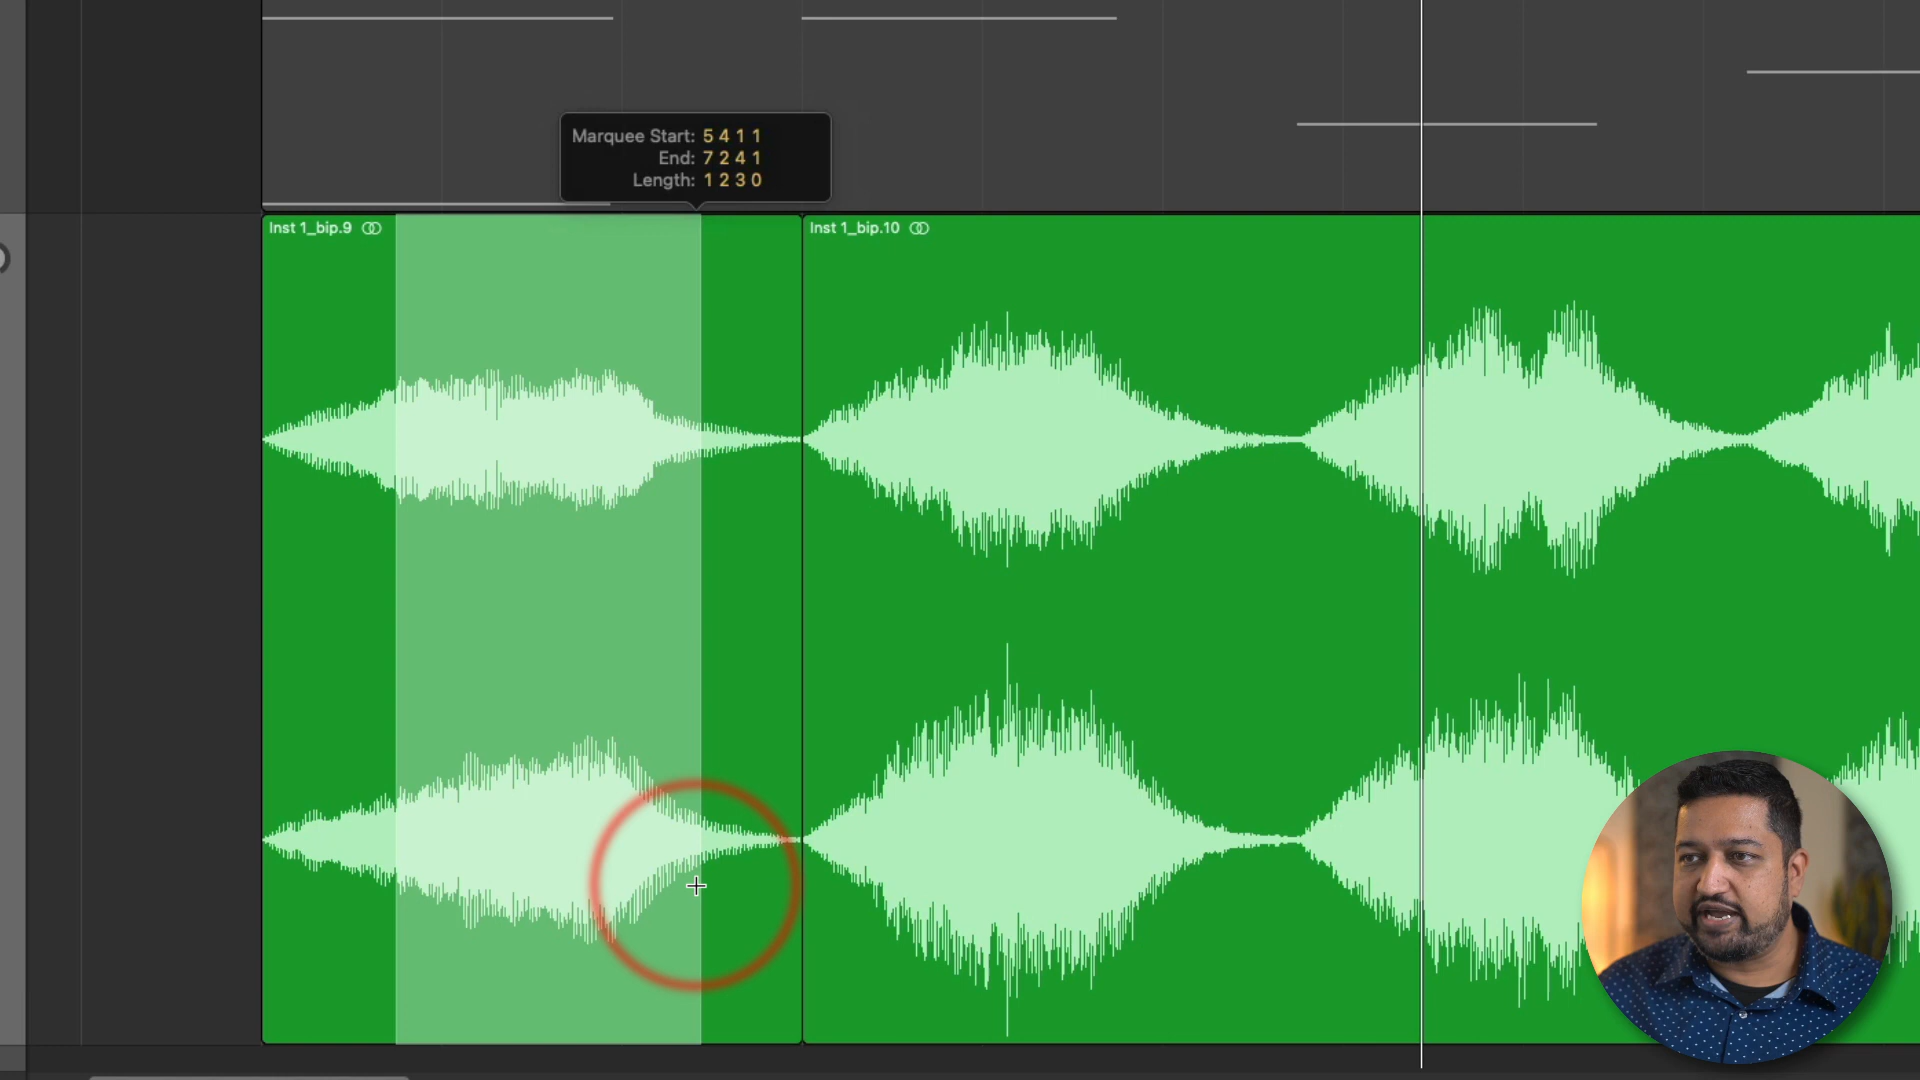 Marquee Start: 5 4 1 1
End: 7 2 4 1
Length: 1 2 3 0
Inst 1_bip.9
Inst 1_bip.10